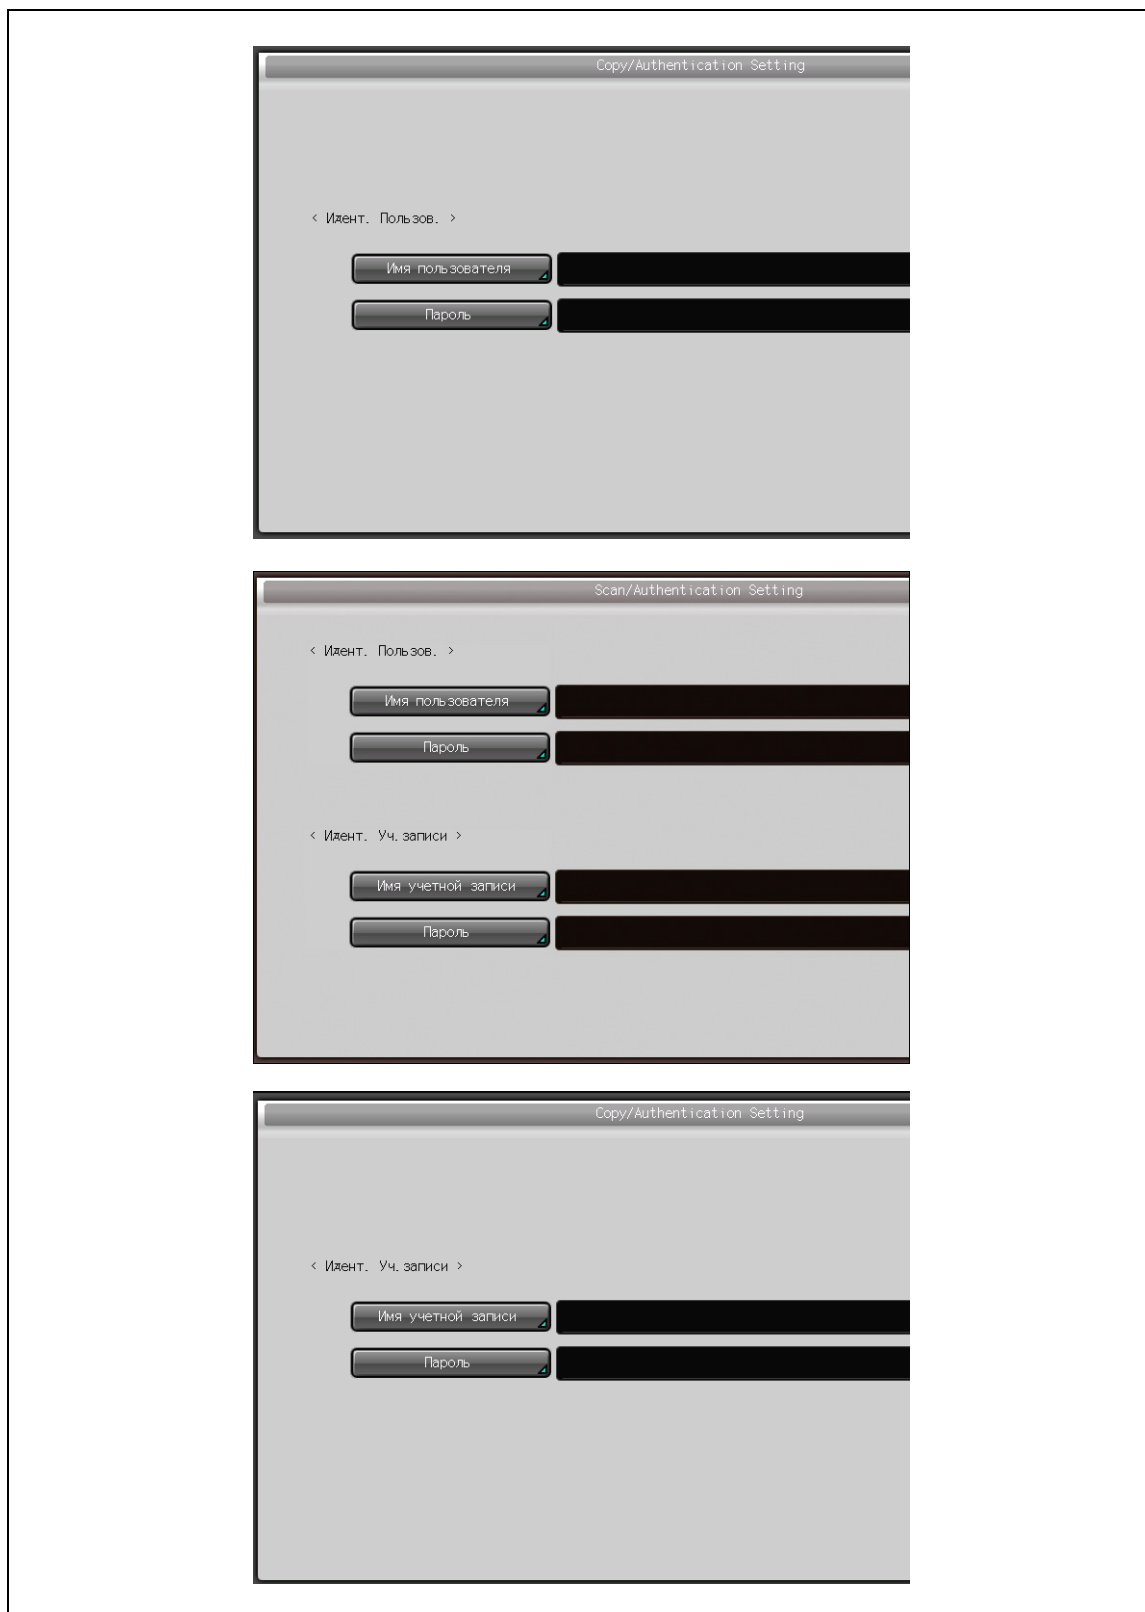 Copy/Authentication Setting
< Идент. Пользов. >
Имя пользователя
Пароль
Scan/Authentication Setting
< Идент. Пользов. >
Имя пользователя
Пароль
< Идент. Уч.записи >
Имя учетной записи
Пароль
Copy/Authentication Setting
< Идент. Уч.записи >
Имя учетной записи
Пароль